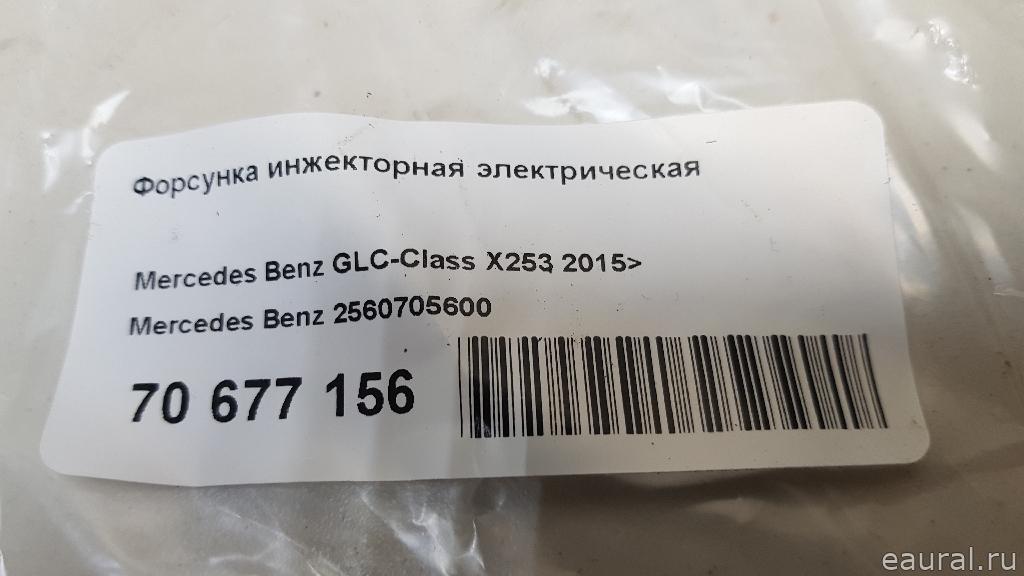 Форсунка инжекторная электрическая
Mercedes Benz GLC-Class X253 2015>
Mercedes Benz 2560705600
70 677 156
eaural.ru